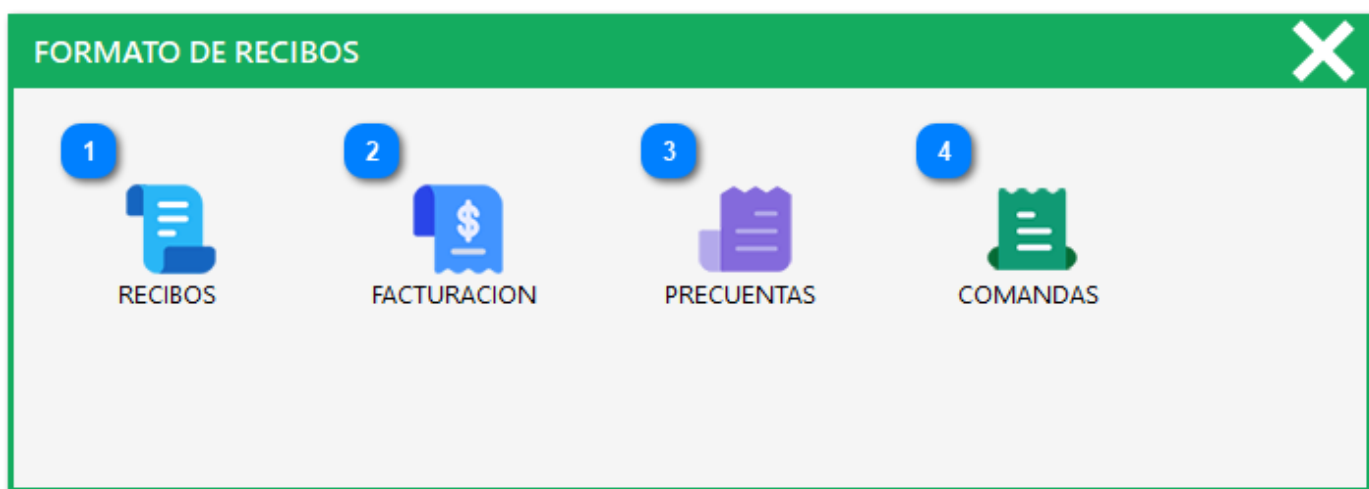 FORMATO DE RECIBOS
1 2 3 4
$
RECIBOS FACTURACION PRECUENTAS COMANDAS